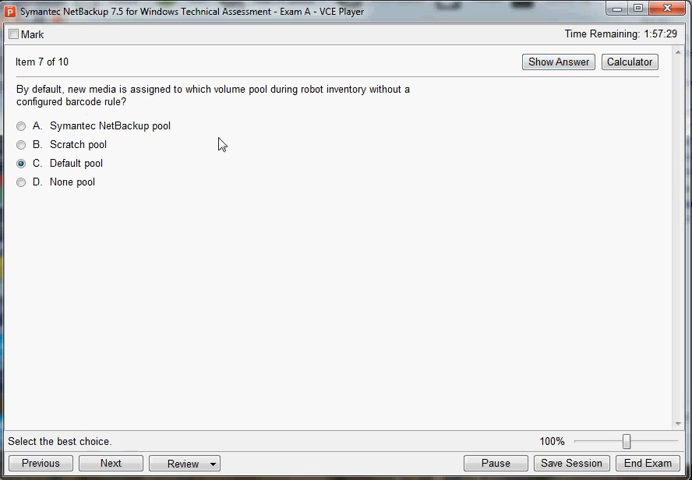 Symantec NetBackup 7.5 for Windows Technical Assessment - Exam A - VCE Player
Mark
Time Remaining: 1:57:29
Item 7 of 10
Show Answer
Calculator
By default, new media is assigned to which volume pool during robot inventory without a
configured barcode rule?
A. Symantec NetBackup pool
B. Scratch pool
C. Default pool
D. None pool
Select the best choice.
100%
Previous
Next
Review
Pause
Save Session
End Exam